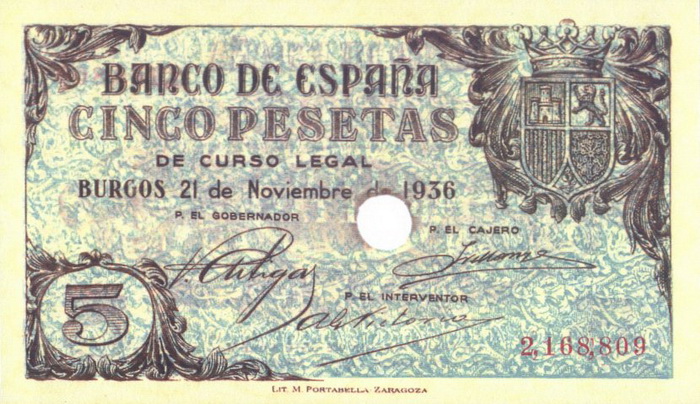 BANCO DE ESPAÑA
CINCO PESETAS
DE CURSO LEGAL
BURGOS 21 de Noviembre de 1936
P. EL GOBERNADOR
P. EL CAJERO
P. EL INTERVENTOR
5
2,168,809
LIT. M. PORTABELLA-ZARAGOZA